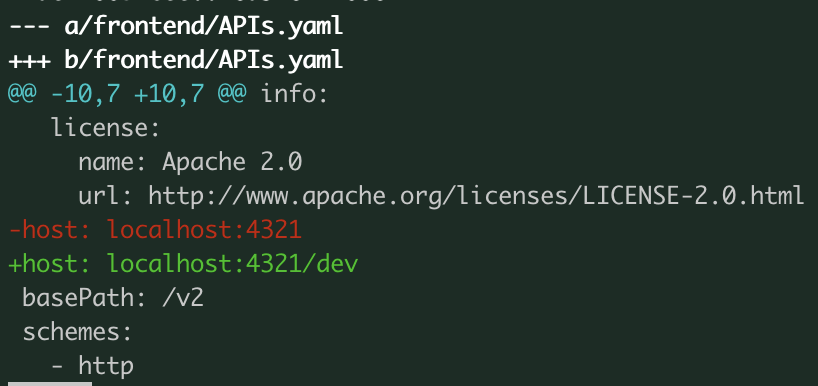 --- a/frontend/APIs.yaml
+++ b/frontend/APIs.yaml
@@ -10,7 +10,7 @@ info:
   license:
     name: Apache 2.0
     url: http://www.apache.org/licenses/LICENSE-2.0.html
-host: localhost:4321
+host: localhost:4321/dev
 basePath: /v2
 schemes:
   - http